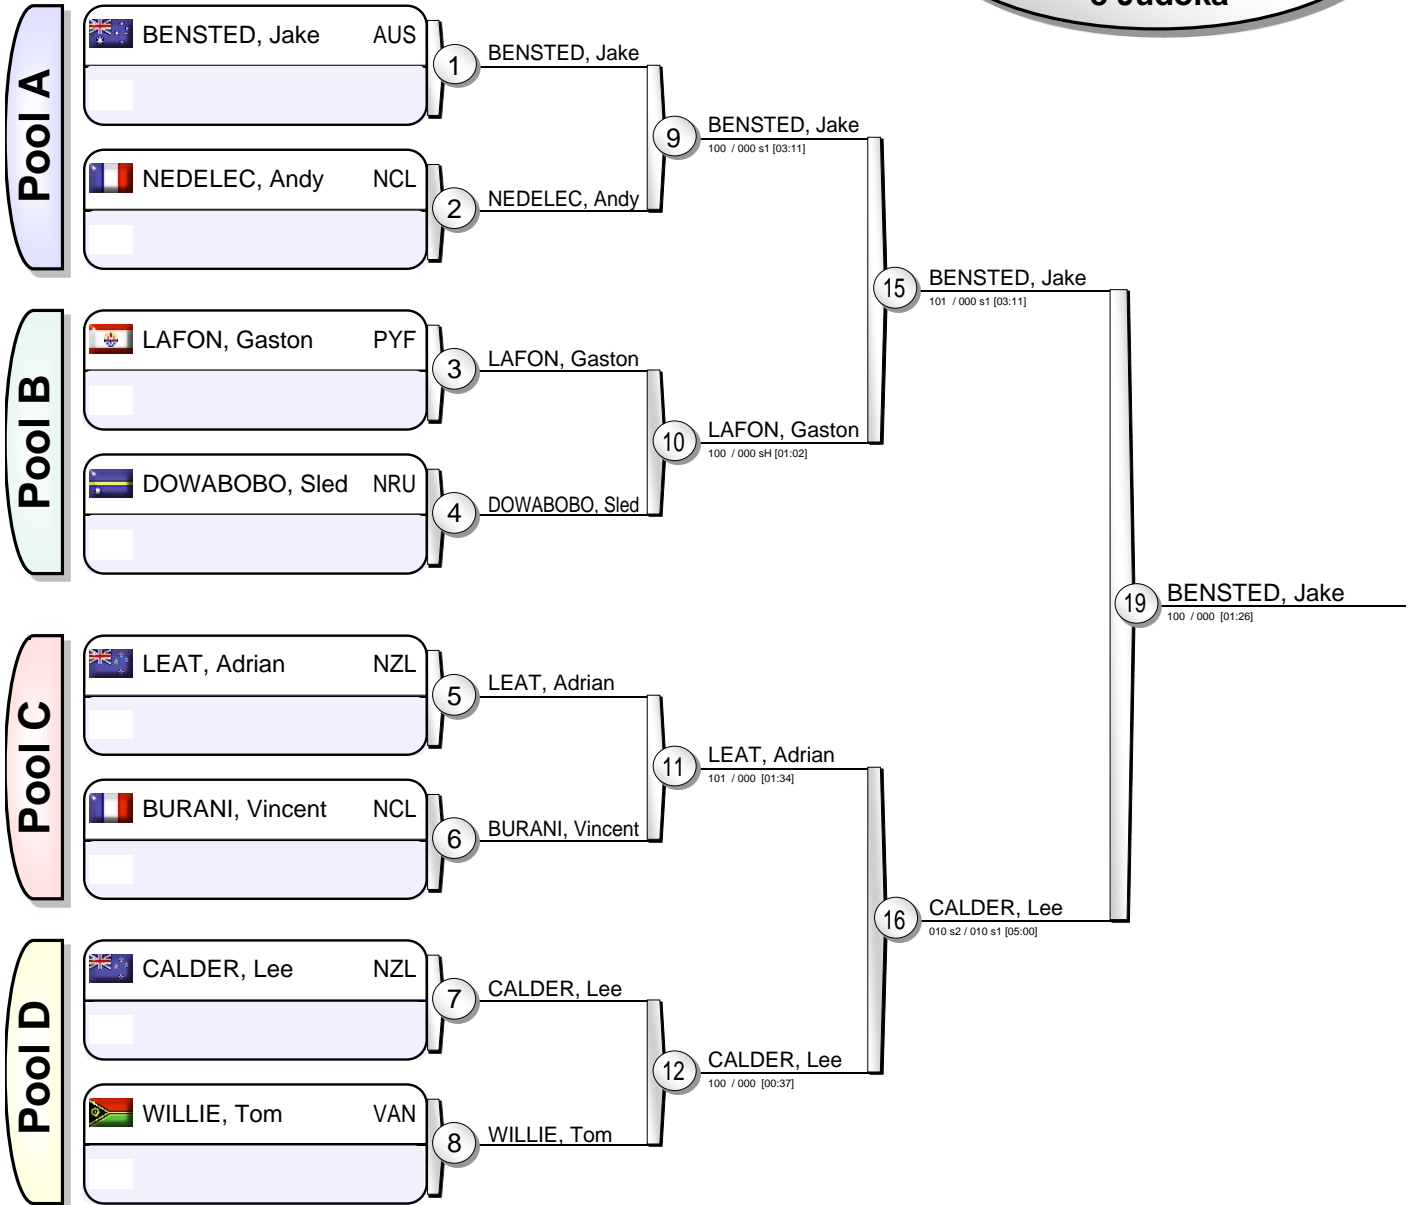 Judoka
Pool A
BENSTED, Jake AUS
1
BENSTED, Jake
NEDELEC, Andy NCL
2
NEDELEC, Andy
9
BENSTED, Jake
100 / 000 s1 [03:11]
Pool B
LAFON, Gaston PYF
3
LAFON, Gaston
DOWABOBO, Sled NRU
4
DOWABOBO, Sled
10
LAFON, Gaston
100 / 000 sH [01:02]
15
BENSTED, Jake
101 / 000 s1 [03:11]
Pool C
LEAT, Adrian NZL
5
LEAT, Adrian
BURANI, Vincent NCL
6
BURANI, Vincent
11
LEAT, Adrian
101 / 000 [01:34]
Pool D
CALDER, Lee NZL
7
CALDER, Lee
WILLIE, Tom VAN
8
WILLIE, Tom
12
CALDER, Lee
100 / 000 [00:37]
16
CALDER, Lee
010 s2 / 010 s1 [05:00]
19
BENSTED, Jake
100 / 000 [01:26]